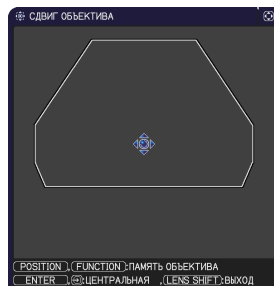 СДВИГ ОБЪЕКТИВА
POSITION , FUNCTION :ПАМЯТЬ ОБЪЕКТИВА
ENTER , :ЦЕНТРАЛЬНАЯ , LENS SHIFT :ВЫХОД